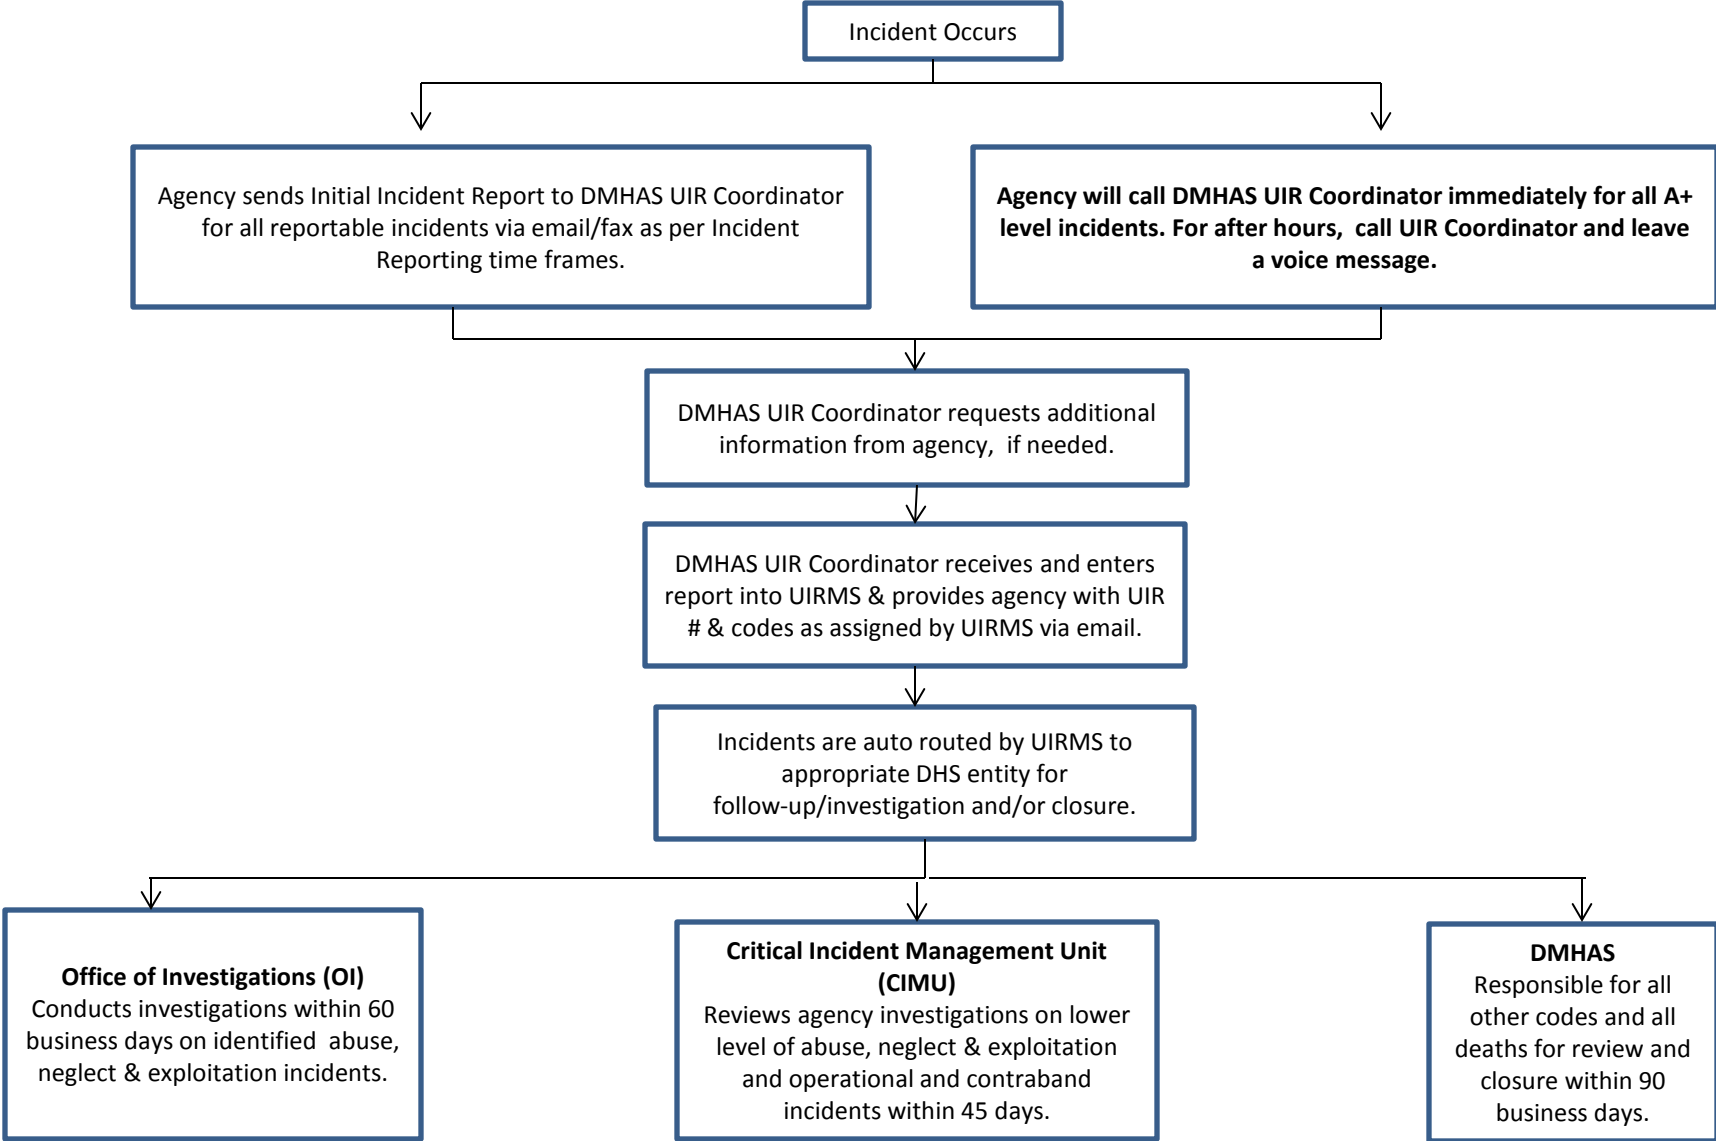 Incident Occurs
Agency sends Initial Incident Report to DMHAS UIR Coordinator
for all reportable incidents via email/fax as per Incident
Reporting time frames.
Agency will call DMHAS UIR Coordinator immediately for all A+
level incidents. For after hours, call UIR Coordinator and leave
a voice message.
DMHAS UIR Coordinator requests additional
information from agency, if needed.
DMHAS UIR Coordinator receives and enters
report into UIRMS & provides agency with UIR
# & codes as assigned by UIRMS via email.
Incidents are auto routed by UIRMS to
appropriate DHS entity for
follow-up/investigation and/or closure.
Office of Investigations (OI)
Conducts investigations within 60
business days on identified abuse,
neglect & exploitation incidents.
Critical Incident Management Unit
(CIMU)
Reviews agency investigations on lower
level of abuse, neglect & exploitation
and operational and contraband
incidents within 45 days.
DMHAS
Responsible for all
other codes and all
deaths for review and
closure within 90
business days.